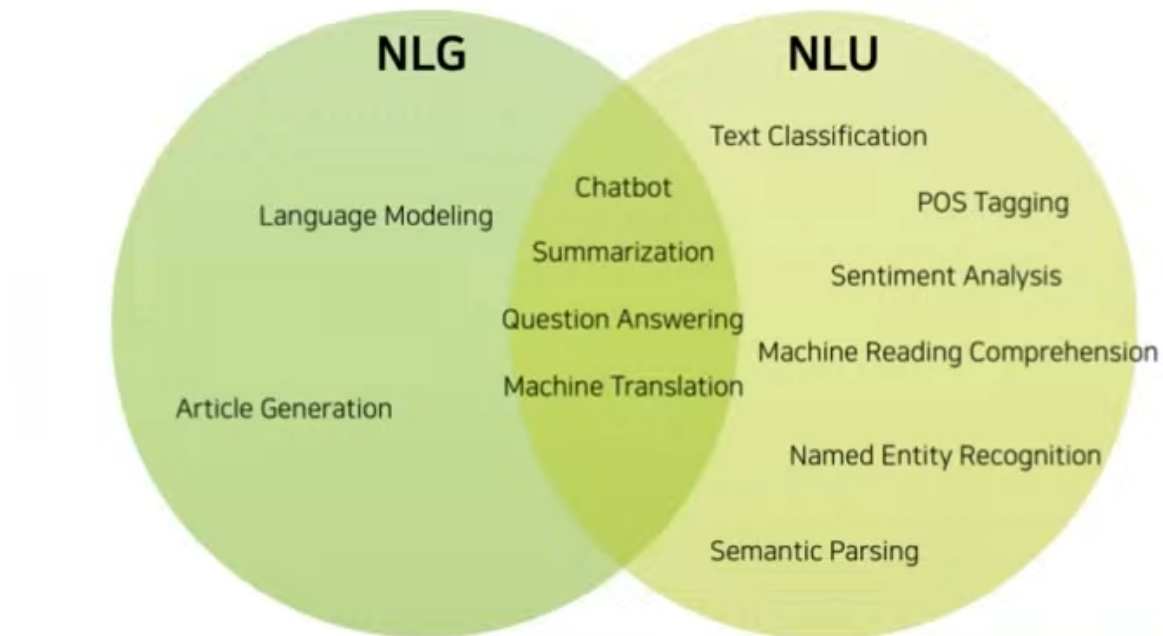 NLG
NLU
Text Classification
Chatbot
POS Tagging
Language Modeling
Summarization
Sentiment Analysis
Question Answering
Machine Reading Comprehension
Machine Translation
Article Generation
Named Entity Recognition
Semantic Parsing